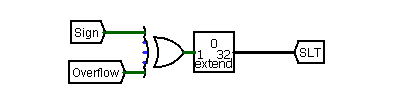 Sign
Overflow
0
1 32
extend
SLT